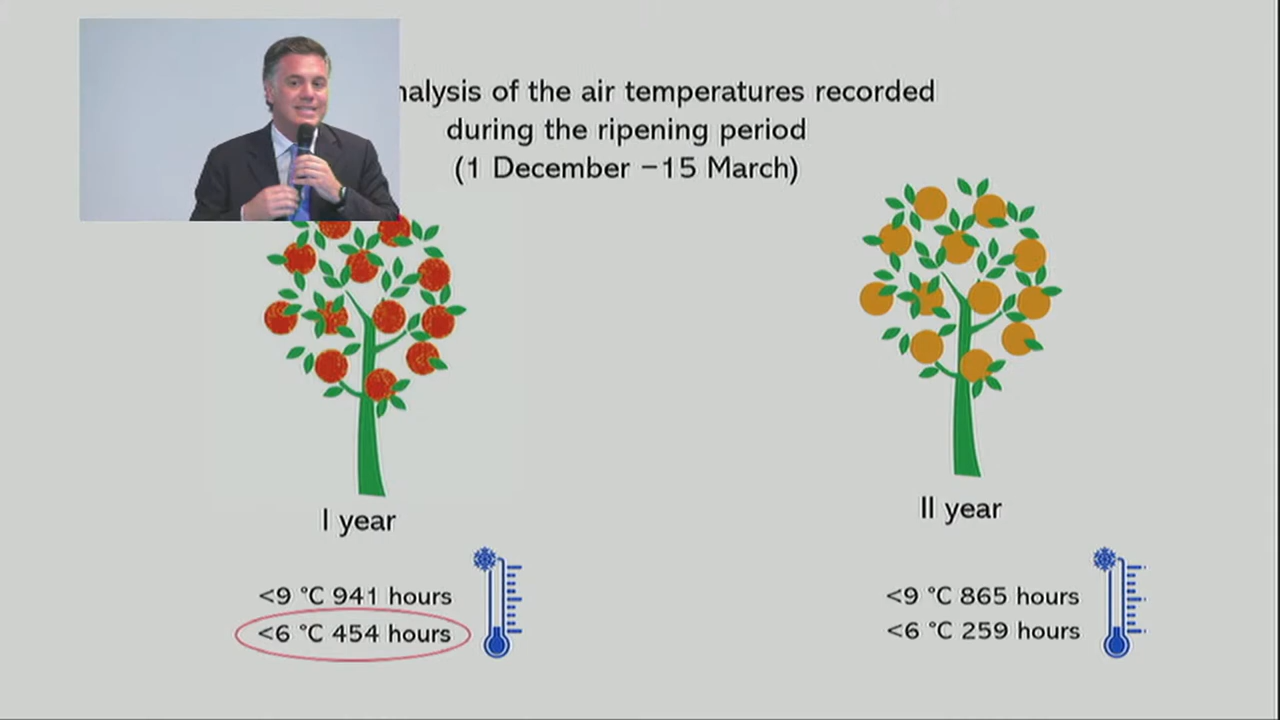 nalysis of the air temperatures recorded
during the ripening period
(1 December –15 March)
I year
II year
<9 °C 941 hours
<6 °C 454 hours
<9 °C 865 hours
<6 °C 259 hours